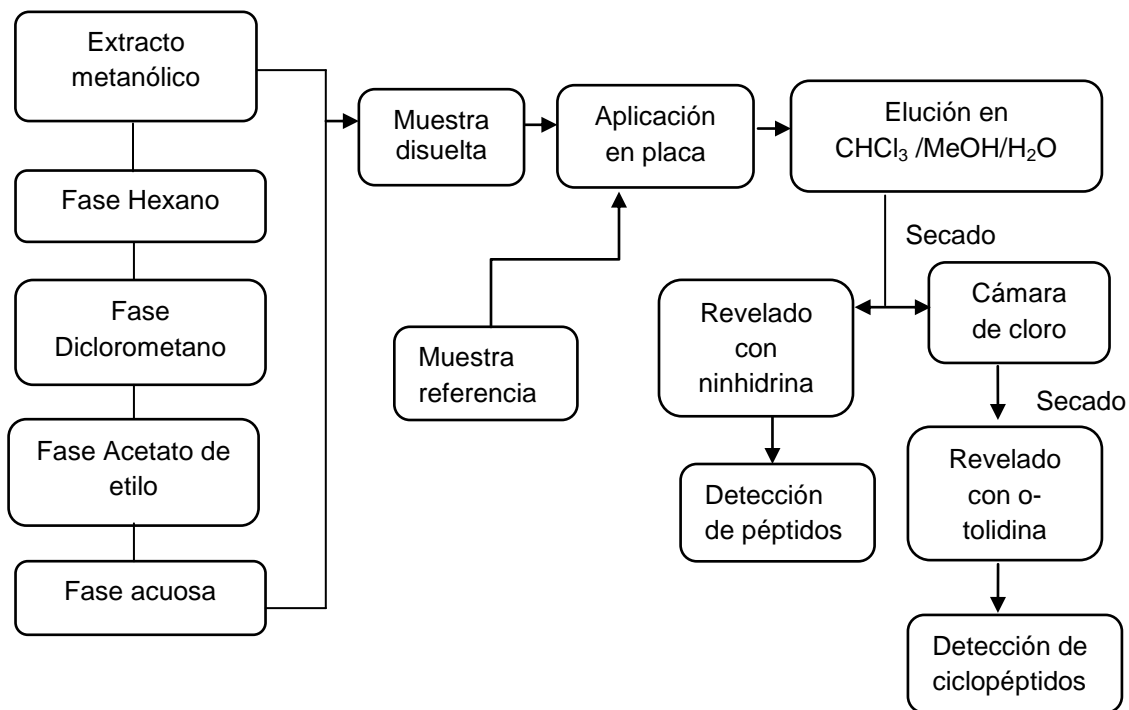 Extracto
metanólico
Fase Hexano
Fase
Diclorometano
Fase Acetato de
etilo
Fase acuosa
Muestra
disuelta
Muestra
referencia
Aplicación
en placa
Elución en
CHCl₃ /MeOH/H₂O
Secado
Revelado
con
ninhidrina
Detección
de péptidos
Cámara
de cloro
Secado
Revelado
con o-
tolidina
Detección de
ciclopéptidos